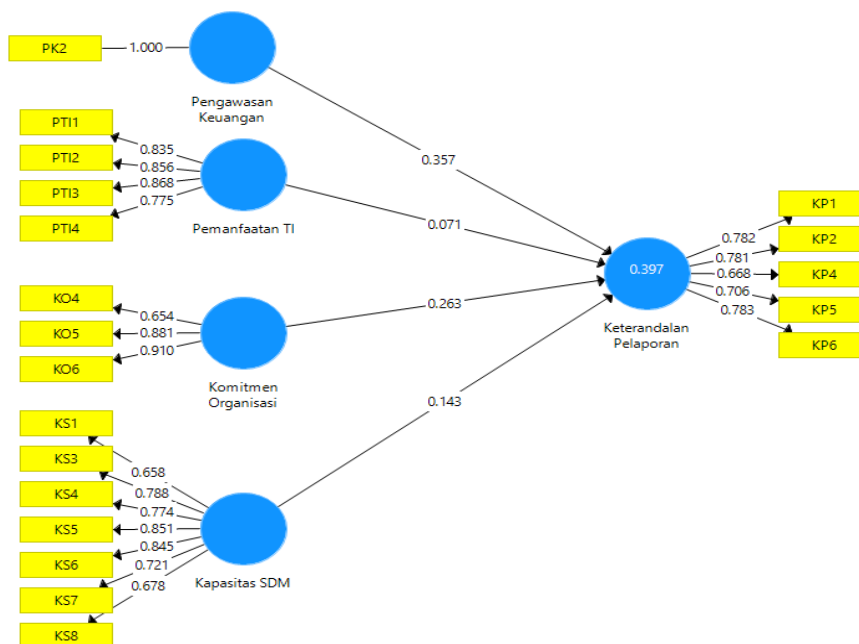 PK2
1.000
Pengawasan
Keuangan
PTI1
PTI2
PTI3
PTI4
0.835
0.856
0.868
0.775
Pemanfaatan TI
KO4
KO5
KO6
0.654
0.881
0.910
Komitmen
Organisasi
KS1
KS3
KS4
KS5
KS6
KS7
KS8
0.658
0.788
0.774
0.851
0.845
0.721
0.678
Kapasitas SDM
0.357
0.071
0.263
0.143
0.397
Keterandalan
Pelaporan
0.782
0.781
0.668
0.706
0.783
KP1
KP2
KP4
KP5
KP6